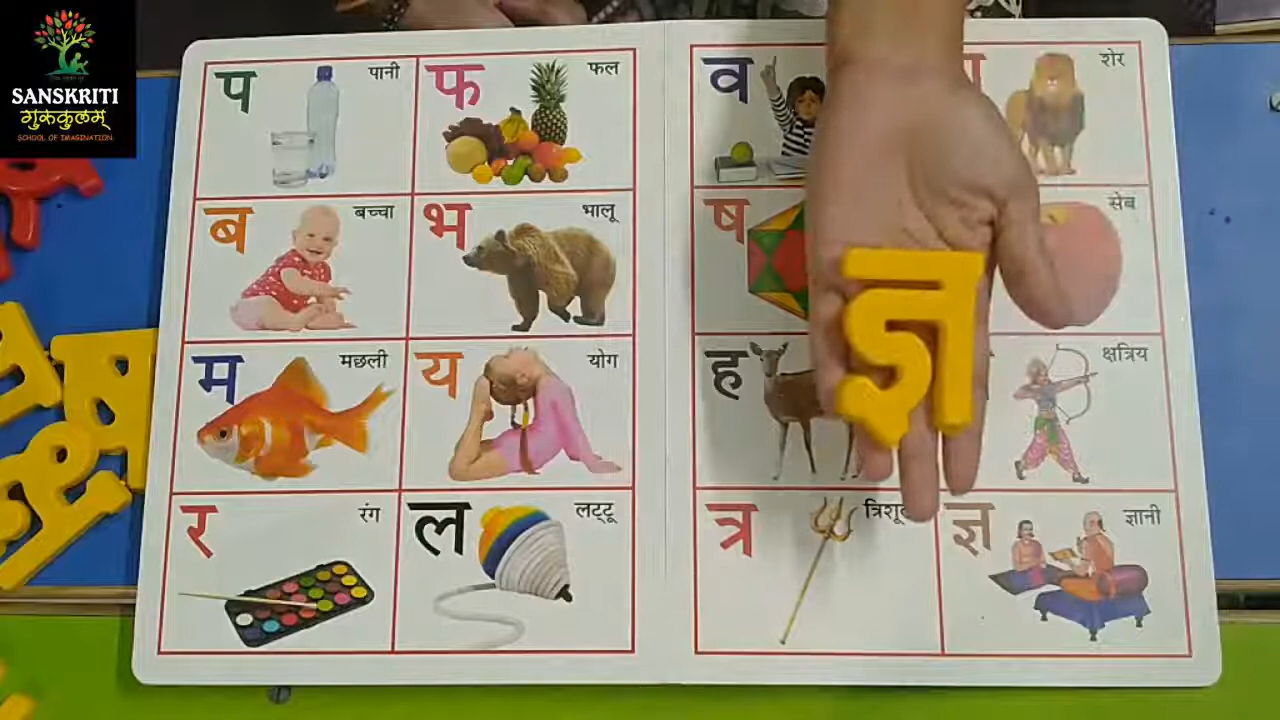 SANSKRITI
गुरुकुलम्
SCHOOL OF IMAGINATION
प पानी
फ फल
ब बच्चा
भ भालू
म मछली
य योग
र रंग
ल लट्टू
व
शेर
ष
सेब
ह
क्षत्रिय
त्र
ज्ञ ज्ञानी
ज्ञ